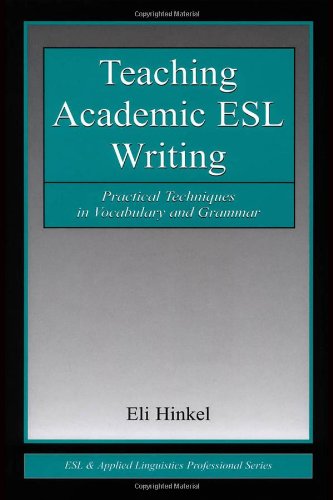 Teaching
Academic ESL
Writing
Practical Techniques
in Vocabulary and Grammar
Eli Hinkel
ESL & Applied Linguistics Professional Series